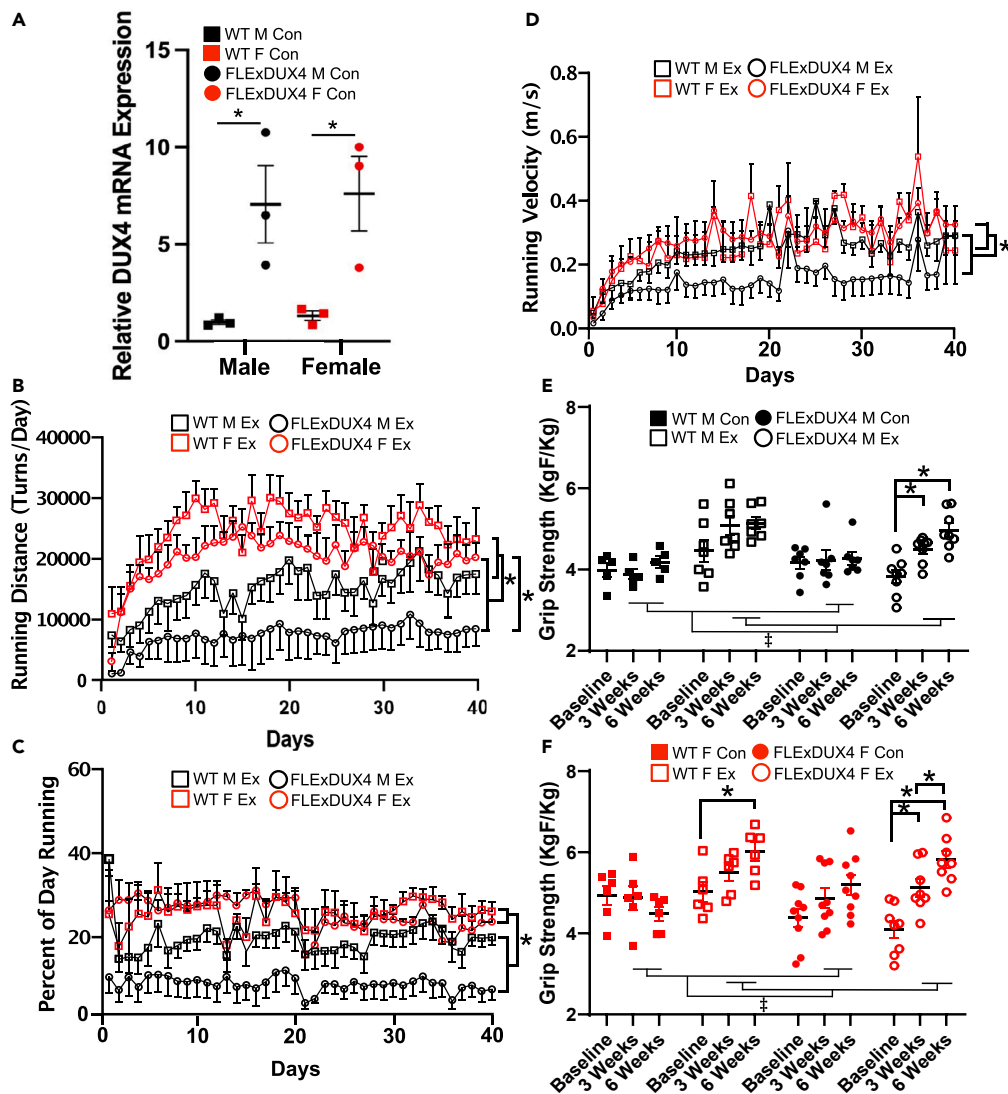 A
WT M Con
WT F Con
FLExDUX4 M Con
FLExDUX4 F Con
Relative DUX4 mRNA Expression
15
10
5
0
*
*
Male
Female
B
WT M Ex
FLExDUX4 M Ex
WT F Ex
FLExDUX4 F Ex
Running Distance (Turns/Day)
40000
30000
20000
10000
0
0
10
20
30
40
*
*
Days
C
WT M Ex
FLExDUX4 M Ex
WT F Ex
FLExDUX4 F Ex
Percent of Day Running
60
40
20
0
0
10
20
30
40
*
Days
D
WT M Ex
FLExDUX4 M Ex
WT F Ex
FLExDUX4 F Ex
Running Velocity (m/s)
0.8
0.6
0.4
0.2
0.0
0
10
20
30
40
*
Days
E
WT M Con
FLExDUX4 M Con
WT M Ex
FLExDUX4 M Ex
Grip Strength (KgF/Kg)
8
6
4
2
*
*
‡
Baseline
3 Weeks
6 Weeks
Baseline
3 Weeks
6 Weeks
Baseline
3 Weeks
6 Weeks
Baseline
3 Weeks
6 Weeks
F
WT F Con
FLExDUX4 F Con
WT F Ex
FLExDUX4 F Ex
Grip Strength (KgF/Kg)
8
6
4
2
*
*
*
*
‡
Baseline
3 Weeks
6 Weeks
Baseline
3 Weeks
6 Weeks
Baseline
3 Weeks
6 Weeks
Baseline
3 Weeks
6 Weeks